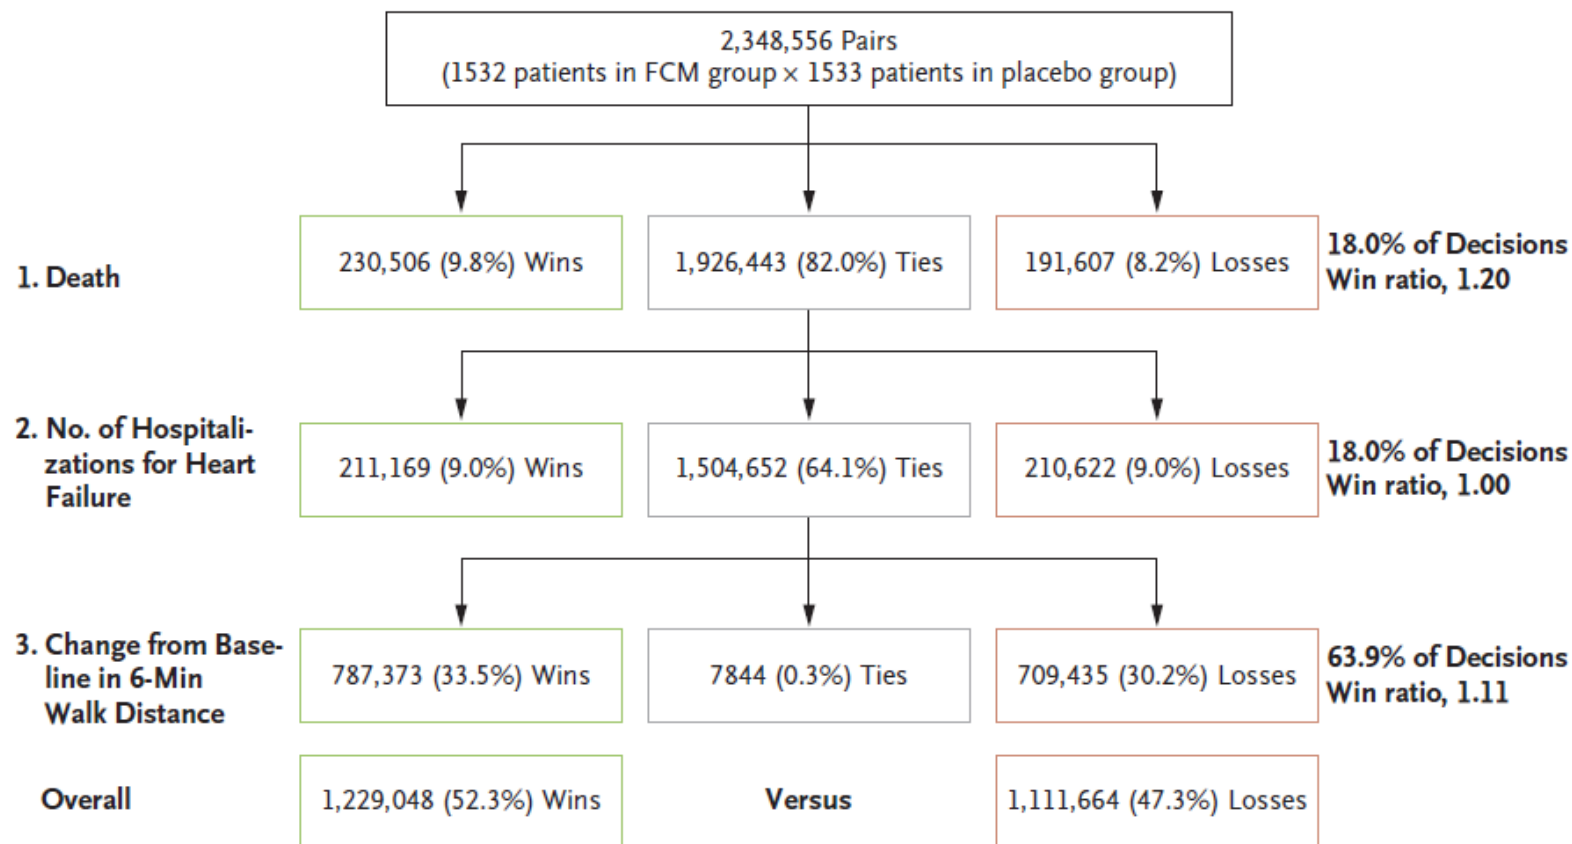 2,348,556 Pairs
(1532 patients in FCM group × 1533 patients in placebo group)
1. Death
230,506 (9.8%) Wins
1,926,443 (82.0%) Ties
191,607 (8.2%) Losses
18.0% of Decisions
Win ratio, 1.20
2. No. of Hospitali-
zations for Heart
Failure
211,169 (9.0%) Wins
1,504,652 (64.1%) Ties
210,622 (9.0%) Losses
18.0% of Decisions
Win ratio, 1.00
3. Change from Base-
line in 6-Min
Walk Distance
787,373 (33.5%) Wins
7844 (0.3%) Ties
709,435 (30.2%) Losses
63.9% of Decisions
Win ratio, 1.11
Overall
1,229,048 (52.3%) Wins
Versus
1,111,664 (47.3%) Losses